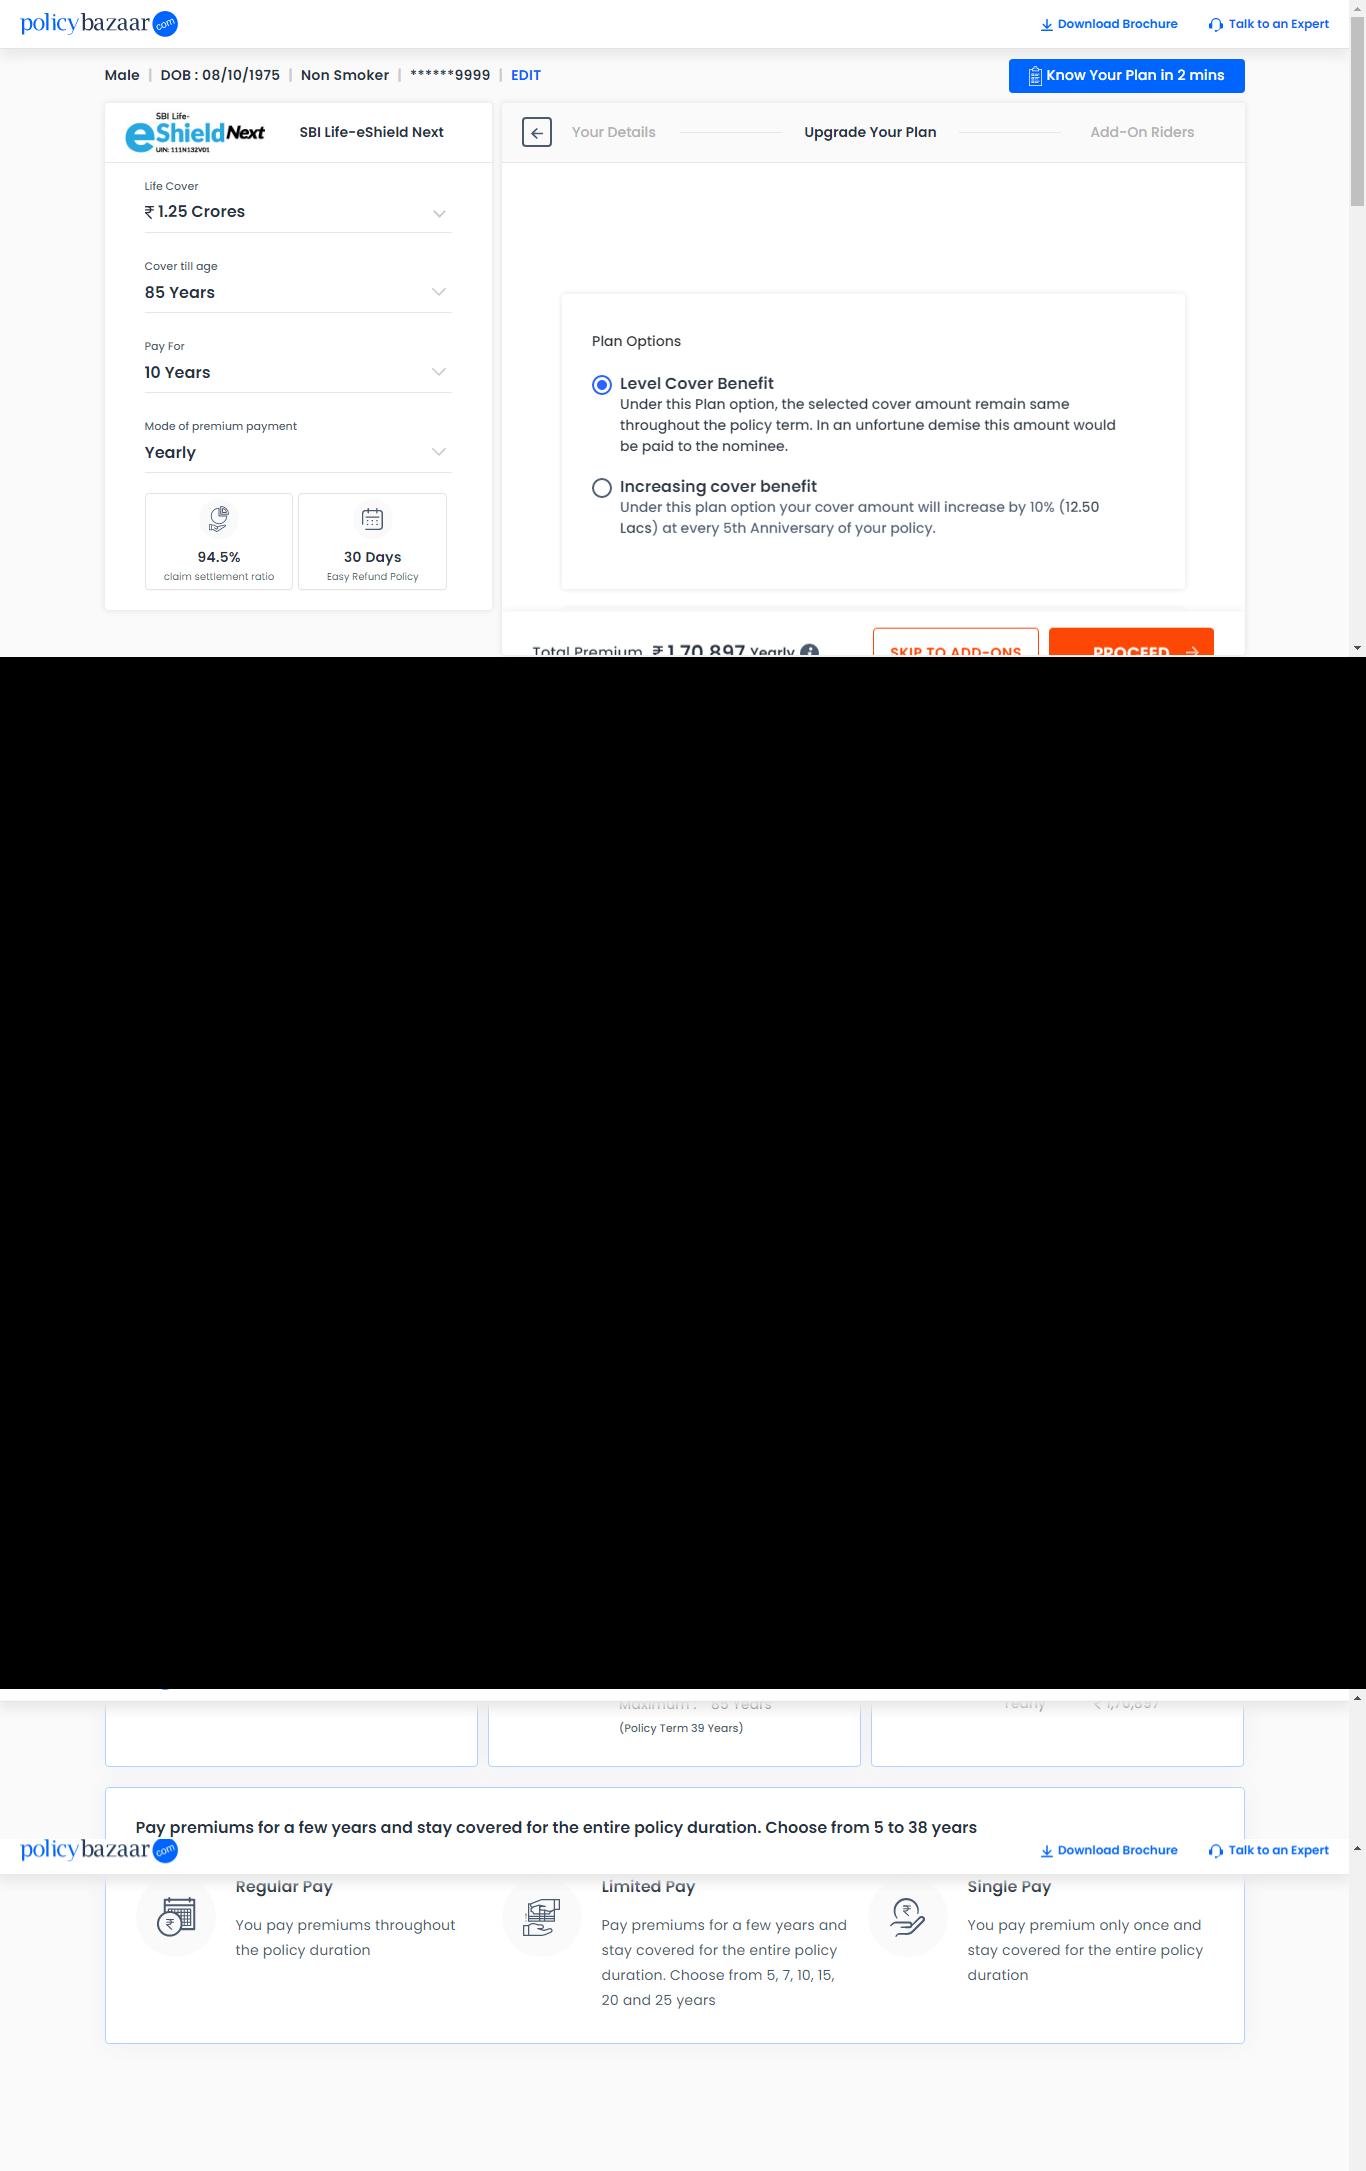 policybazaar com
Download Brochure
Talk to an Expert
Male | DOB : 08/10/1975 | Non Smoker | ******9999 | EDIT
Know Your Plan in 2 mins
SBI Life-
eShield Next
UIN: 111N132V01
SBI Life-eShield Next
Life Cover
₹ 1.25 Crores
Cover till age
85 Years
Pay For
10 Years
Mode of premium payment
Yearly
94.5%
claim settlement ratio
30 Days
Easy Refund Policy
Your Details
Upgrade Your Plan
Add-On Riders
Plan Options
Level Cover Benefit
Under this Plan option, the selected cover amount remain same
throughout the policy term. In an unfortune demise this amount would
be paid to the nominee.
Increasing cover benefit
Under this plan option your cover amount will increase by 10% (12.50
Lacs) at every 5th Anniversary of your policy.
Total Premium ₹ 1,70,897 Yearly
SKIP TO ADD-ONS
PROCEED
Maximum : 85 Years
(Policy Term 39 Years)
Yearly ₹ 1,70,897
Pay premiums for a few years and stay covered for the entire policy duration. Choose from 5 to 38 years
policybazaar com
Download Brochure
Talk to an Expert
Regular Pay
You pay premiums throughout
the policy duration
Limited Pay
Pay premiums for a few years and
stay covered for the entire policy
duration. Choose from 5, 7, 10, 15,
20 and 25 years
Single Pay
You pay premium only once and
stay covered for the entire policy
duration